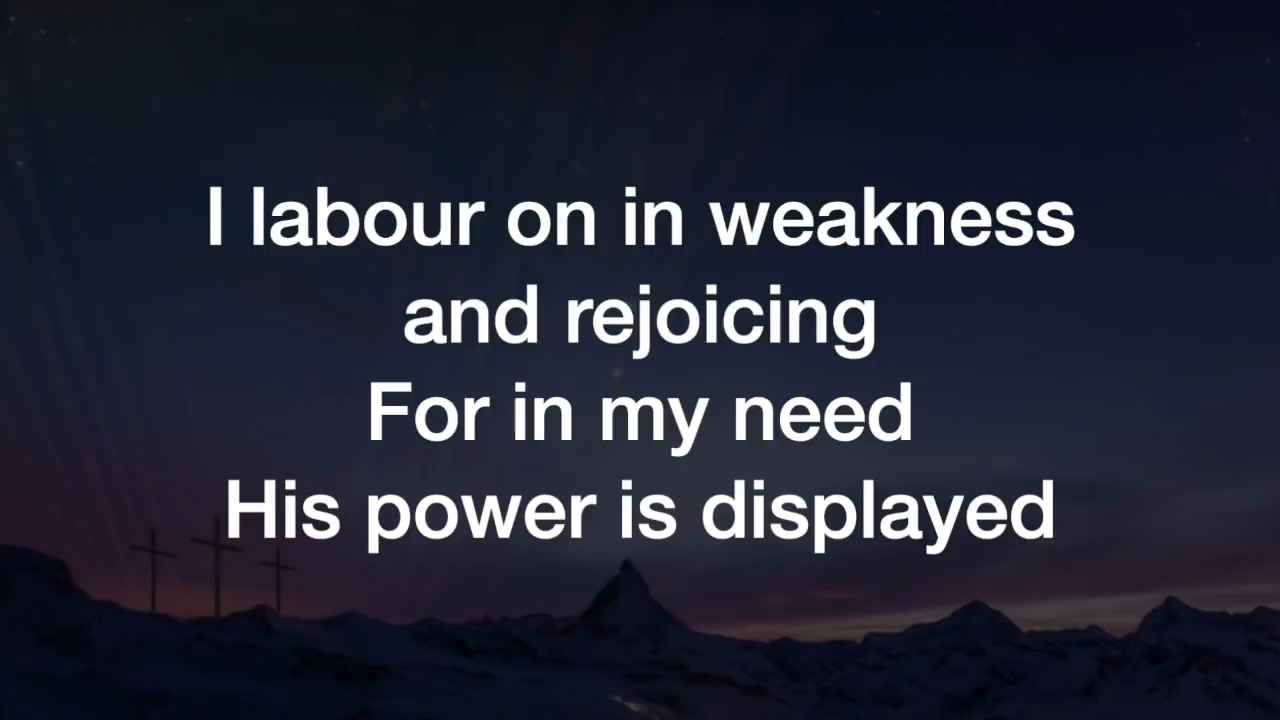 I labour on in weakness
and rejoicing
For in my need
His power is displayed